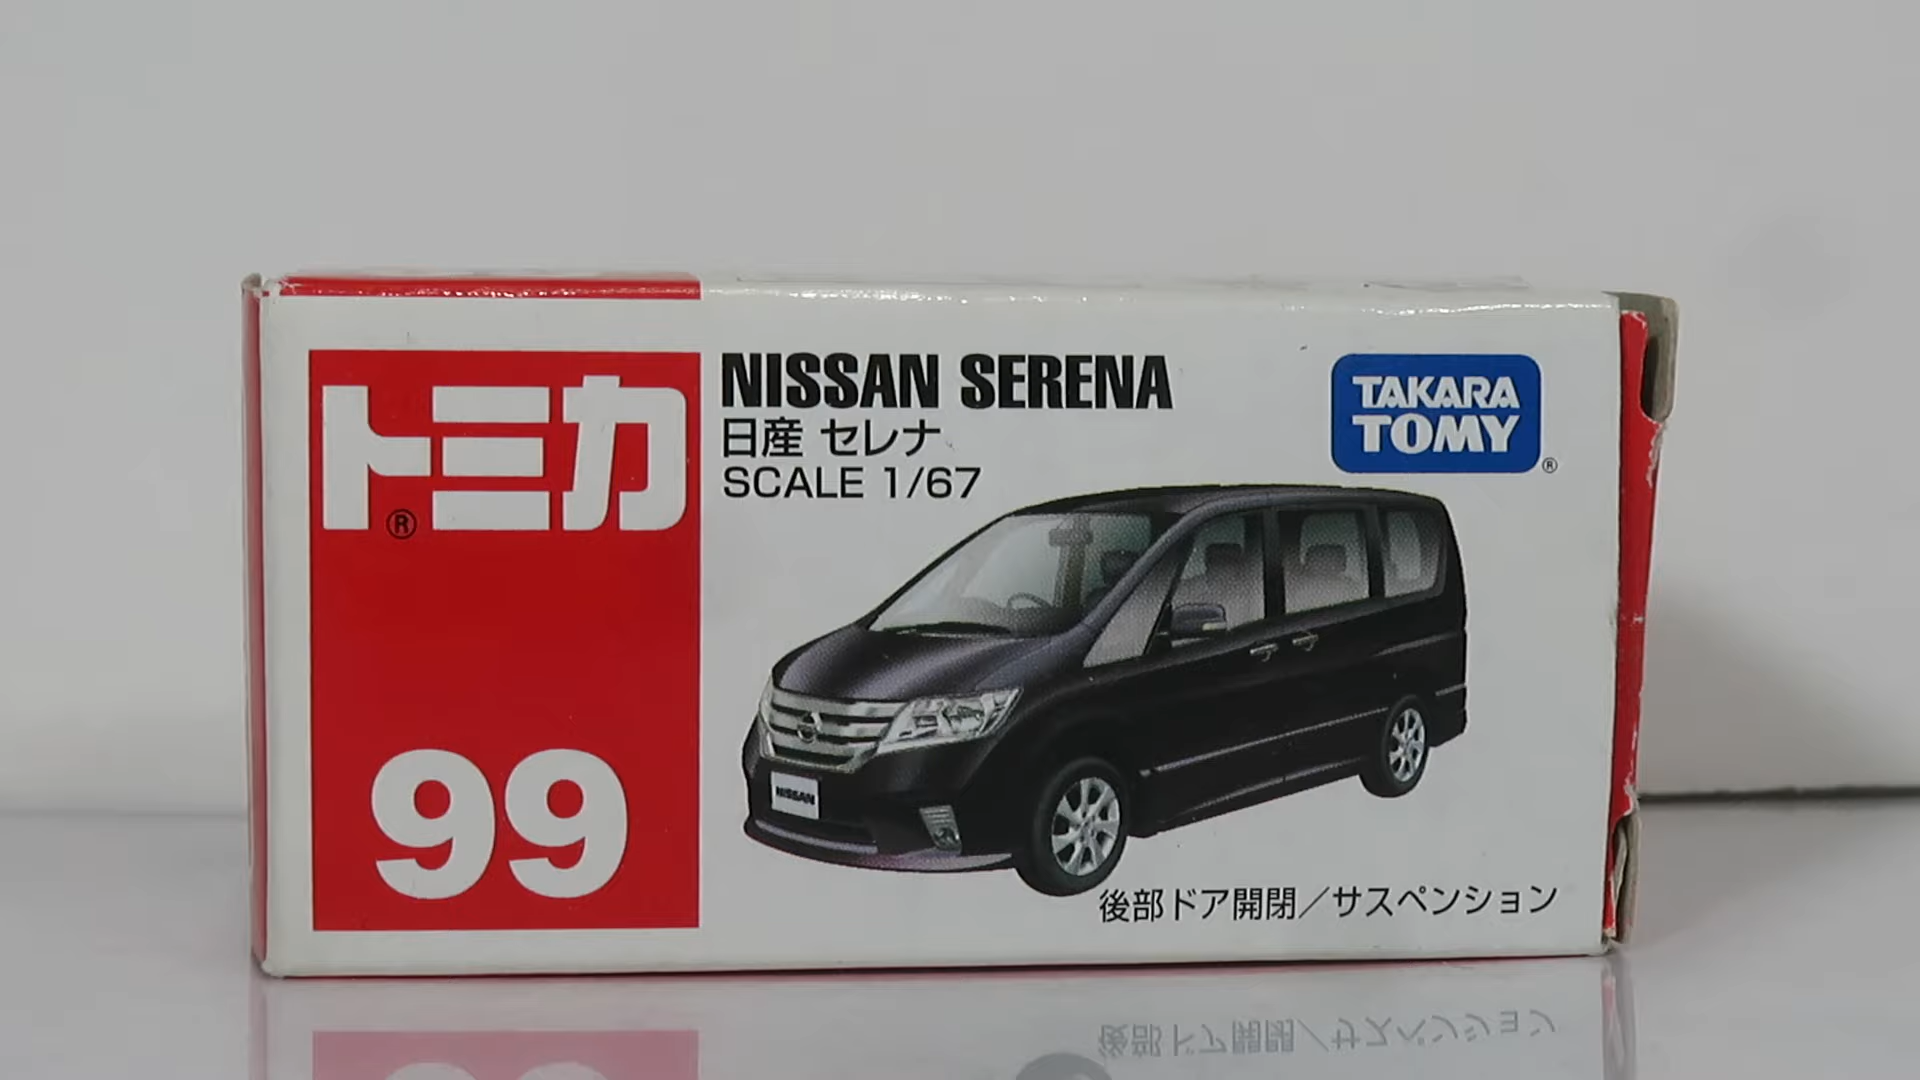 トミカ
®
99
NISSAN SERENA
日産 セレナ
SCALE 1/67
TAKARA
TOMY
®
NISSAN
後部ドア開閉／サスペンション